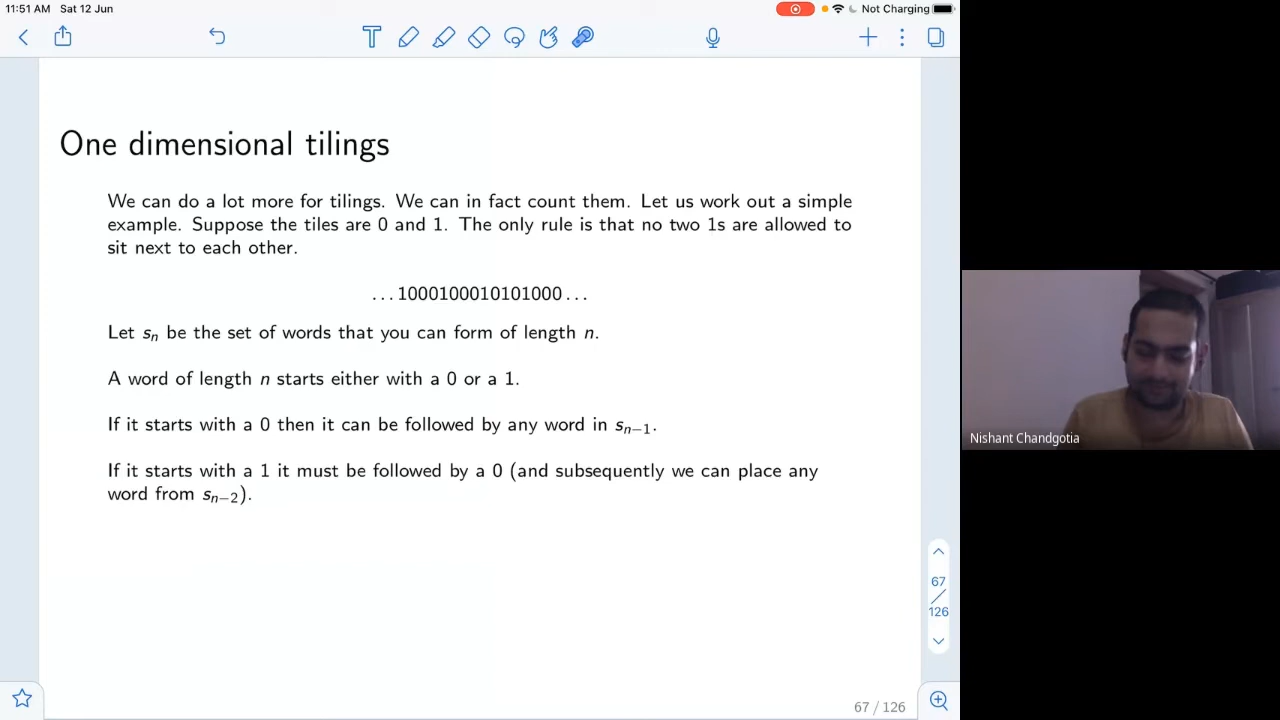 11:51 AM Sat 12 Jun
Not Charging
T
One dimensional tilings
We can do a lot more for tilings. We can in fact count them. Let us work out a simple
example. Suppose the tiles are 0 and 1. The only rule is that no two 1s are allowed to
sit next to each other.
...1000100010101000...
Let sₙ be the set of words that you can form of length n.
A word of length n starts either with a 0 or a 1.
If it starts with a 0 then it can be followed by any word in sₙ₋₁.
If it starts with a 1 it must be followed by a 0 (and subsequently we can place any
word from sₙ₋₂).
Nishant Chandgotia
67
/
126
67 / 126